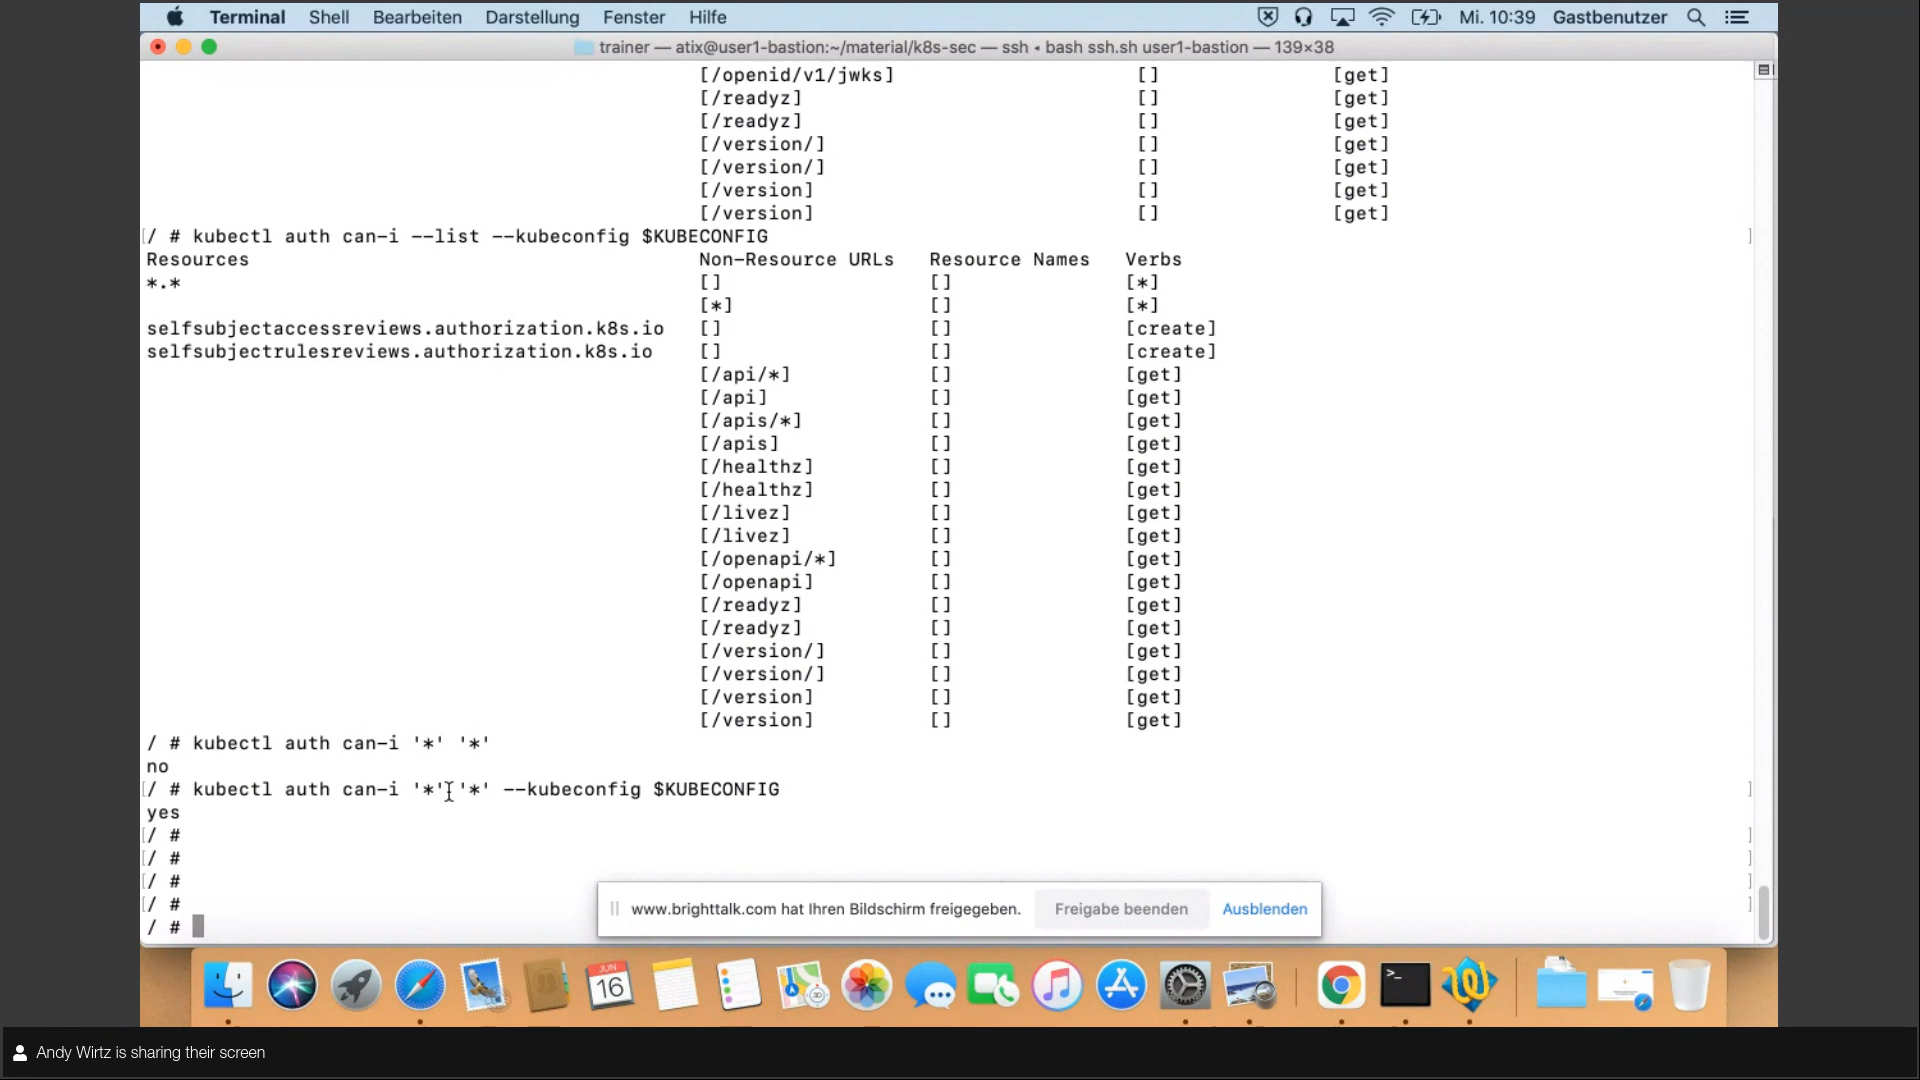 Terminal Shell Bearbeiten Darstellung Fenster Hilfe Mi. 10:39 Gastbenutzer
trainer — atix@user1-bastion:~/material/k8s-sec — ssh ◂ bash ssh.sh user1-bastion — 139×38
[/openid/v1/jwks] [] [get]
[/readyz] [] [get]
[/readyz] [] [get]
[/version/] [] [get]
[/version/] [] [get]
[/version] [] [get]
[/version] [] [get]
/ # kubectl auth can-i --list --kubeconfig $KUBECONFIG
Resources Non-Resource URLs Resource Names Verbs
*.* [] [] [*]
[*] [] [*]
selfsubjectaccessreviews.authorization.k8s.io [] [] [create]
selfsubjectrulesreviews.authorization.k8s.io [] [] [create]
[/api/*] [] [get]
[/api] [] [get]
[/apis/*] [] [get]
[/apis] [] [get]
[/healthz] [] [get]
[/healthz] [] [get]
[/livez] [] [get]
[/livez] [] [get]
[/openapi/*] [] [get]
[/openapi] [] [get]
[/readyz] [] [get]
[/readyz] [] [get]
[/version/] [] [get]
[/version/] [] [get]
[/version] [] [get]
[/version] [] [get]
/ # kubectl auth can-i '*' '*'
no
/ # kubectl auth can-i '*' '*' --kubeconfig $KUBECONFIG
yes
/ #
/ #
/ #
/ #
/ #
www.brighttalk.com hat Ihren Bildschirm freigegeben. Freigabe beenden Ausblenden
JUN
16
Andy Wirtz is sharing their screen